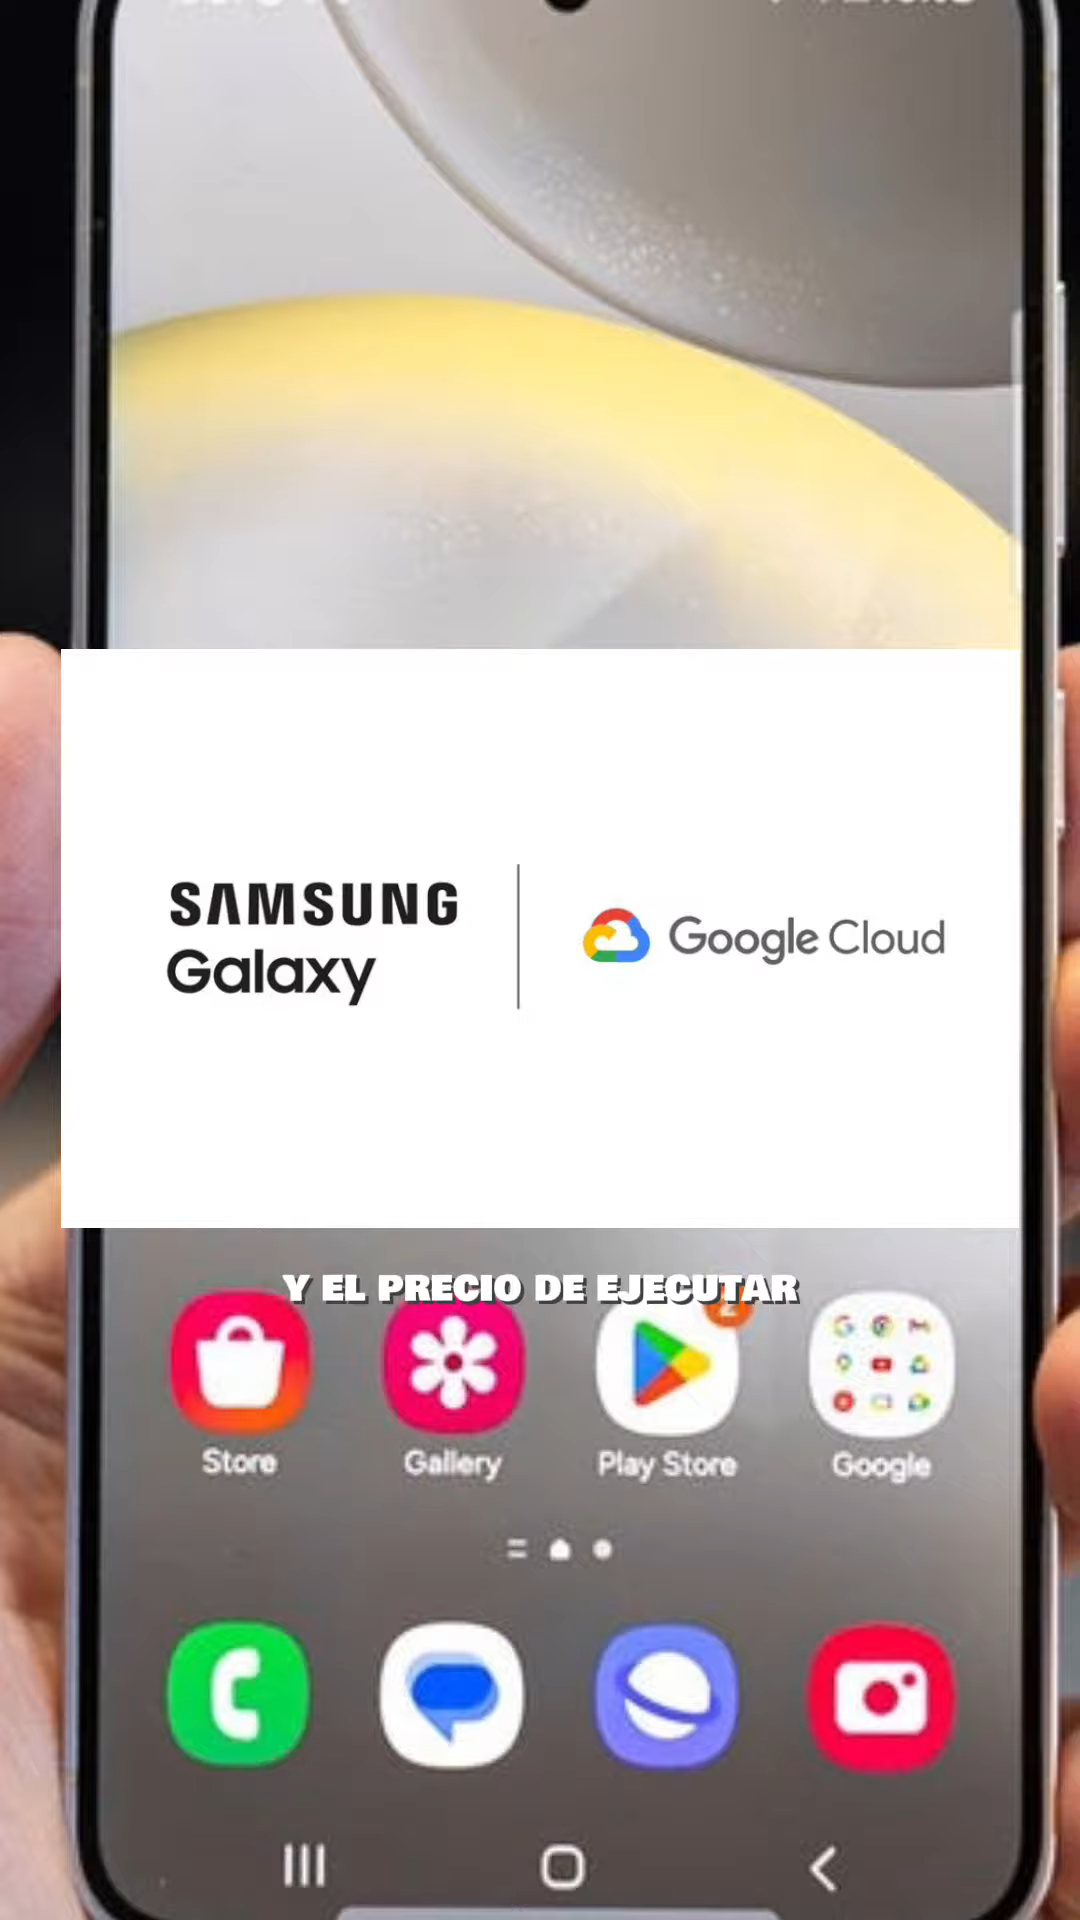 SAMSUNG
Galaxy
Google Cloud
Y EL PRECIO DE EJECUTAR
Store
Gallery
Play Store
Google